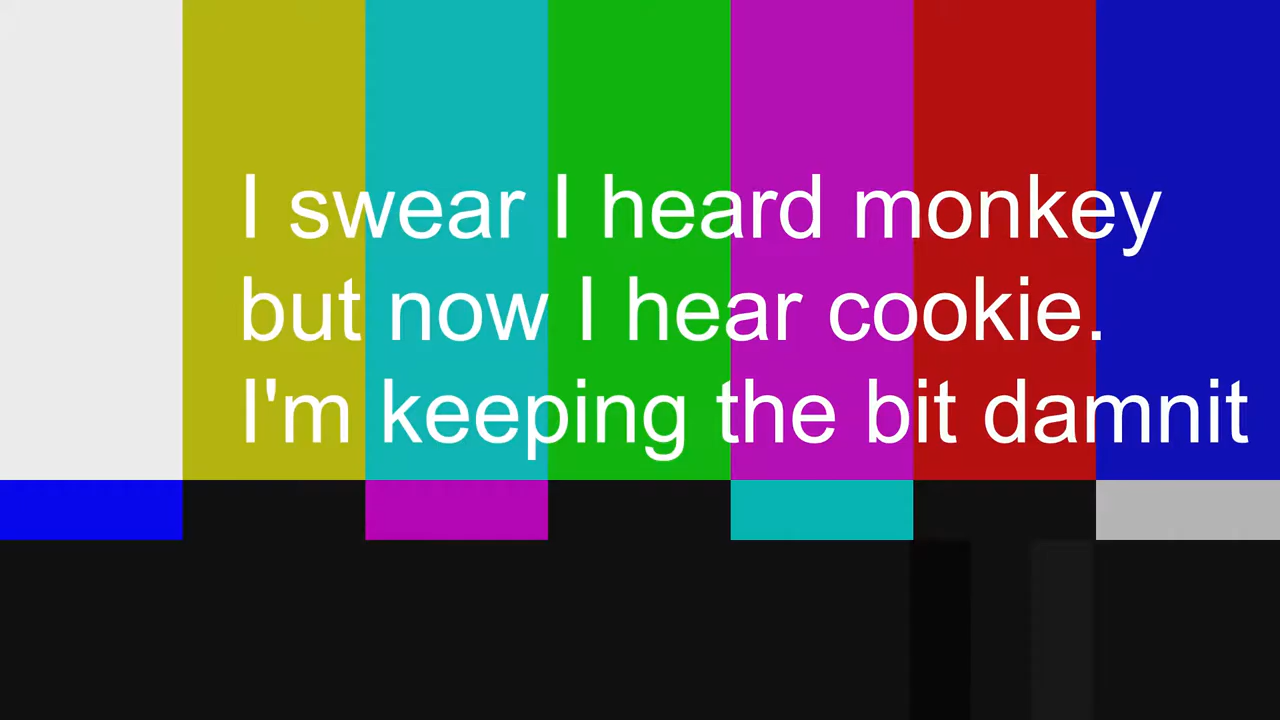 I swear I heard monkey
but now I hear cookie.
I'm keeping the bit damnit